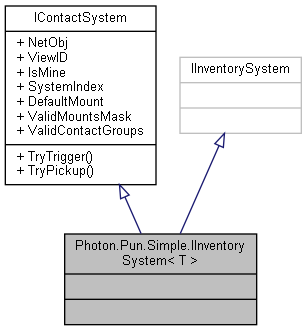 IContactSystem
+ NetObj
+ ViewID
+ IsMine
+ SystemIndex
+ DefaultMount
+ ValidMountsMask
+ ValidContactGroups
+ TryTrigger()
+ TryPickup()
IInventorySystem
Photon.Pun.Simple.IInventory
System< T >